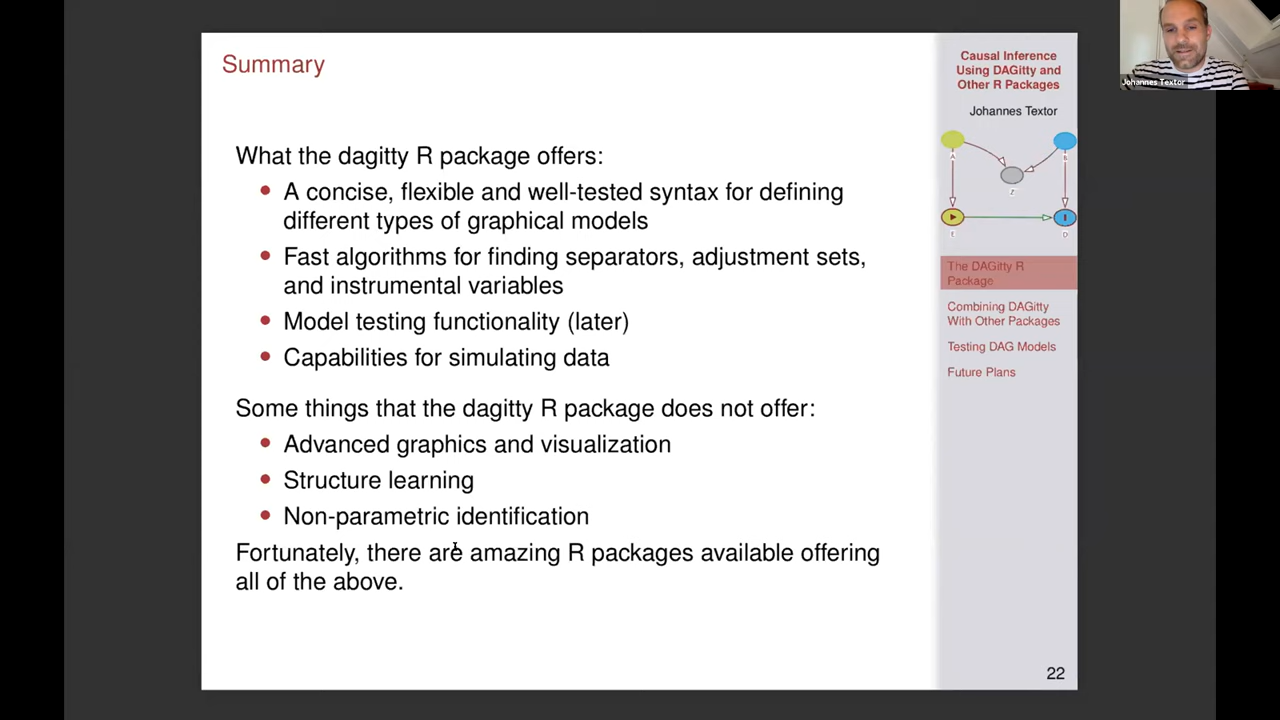 Summary
What the dagitty R package offers:
• A concise, flexible and well-tested syntax for defining
different types of graphical models
• Fast algorithms for finding separators, adjustment sets,
and instrumental variables
• Model testing functionality (later)
• Capabilities for simulating data
Some things that the dagitty R package does not offer:
• Advanced graphics and visualization
• Structure learning
• Non-parametric identification
Fortunately, there are amazing R packages available offering
all of the above.
Causal Inference
Using DAGitty and
Other R Packages
Johannes Textor
A
B
Z
E
D
The DAGitty R
Package
Combining DAGitty
With Other Packages
Testing DAG Models
Future Plans
22
Johannes Textor